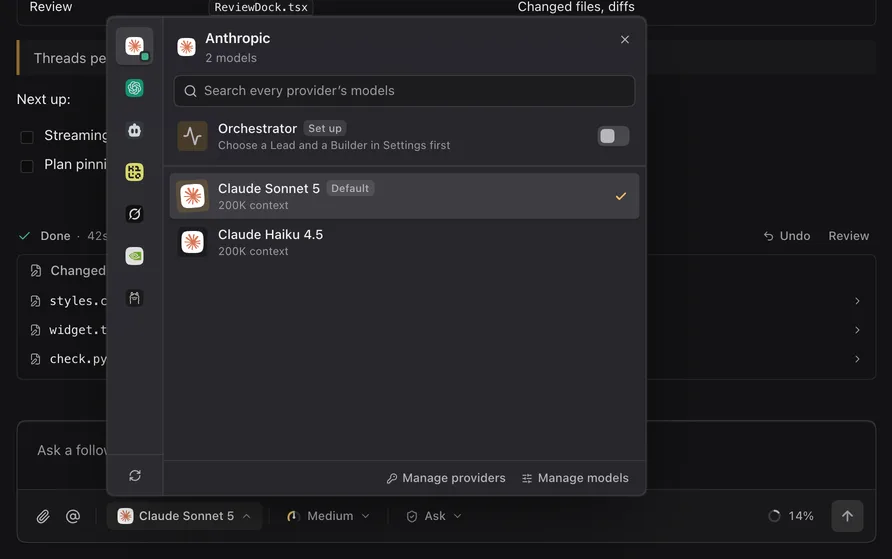 Review
ReviewDock.tsx
Changed files, diffs
Anthropic
2 models
Threads pe
Search every provider's models
Next up:
Orchestrator Set up
Choose a Lead and a Builder in Settings first
Streaming
Plan pinni
Claude Sonnet 5 Default
200K context
Claude Haiku 4.5
200K context
Done · 42s
Undo Review
Changed
styles.c
widget.t
check.py
Ask a follow
Manage providers Manage models
Claude Sonnet 5 Medium Ask 14%